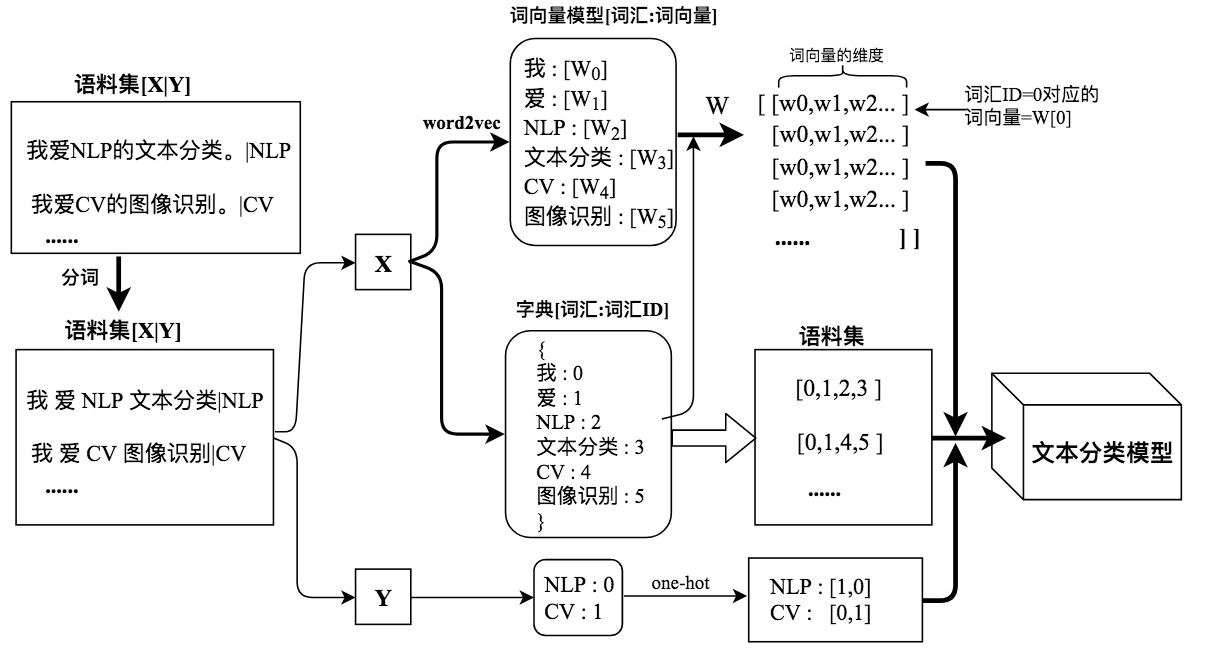 语料集[X|Y]
我爱NLP的文本分类。|NLP
我爱CV的图像识别。|CV
......
分词
语料集[X|Y]
我 爱 NLP 文本分类|NLP
我 爱 CV 图像识别|CV
......
X
Y
word2vec
词向量模型[词汇:词向量]
我 : [W0]
爱 : [W1]
NLP : [W2]
文本分类 : [W3]
CV : [W4]
图像识别 : [W5]
字典[词汇:词汇ID]
{
我 : 0
爱 : 1
NLP : 2
文本分类 : 3
CV : 4
图像识别 : 5
}
NLP : 0
CV : 1
one-hot
W
词向量的维度
[ [w0,w1,w2... ]
[w0,w1,w2... ]
[w0,w1,w2... ]
[w0,w1,w2... ]
...... ] ]
词汇ID=0对应的
词向量=W[0]
语料集
[0,1,2,3 ]
[0,1,4,5 ]
......
NLP : [1,0]
CV : [0,1]
文本分类模型